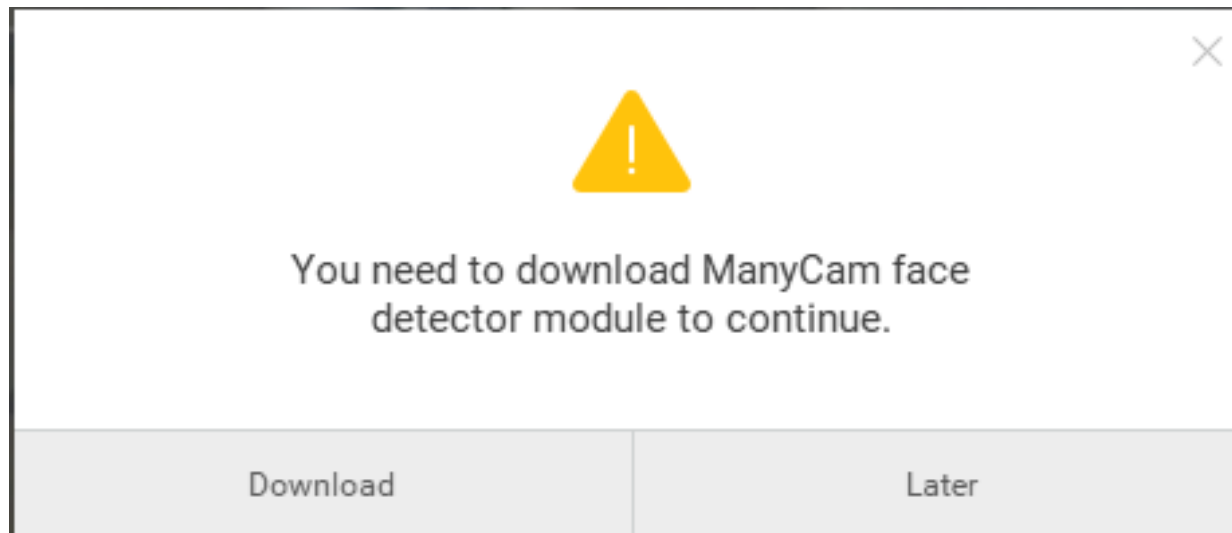 You need to download ManyCam face
detector module to continue.
Download
Later